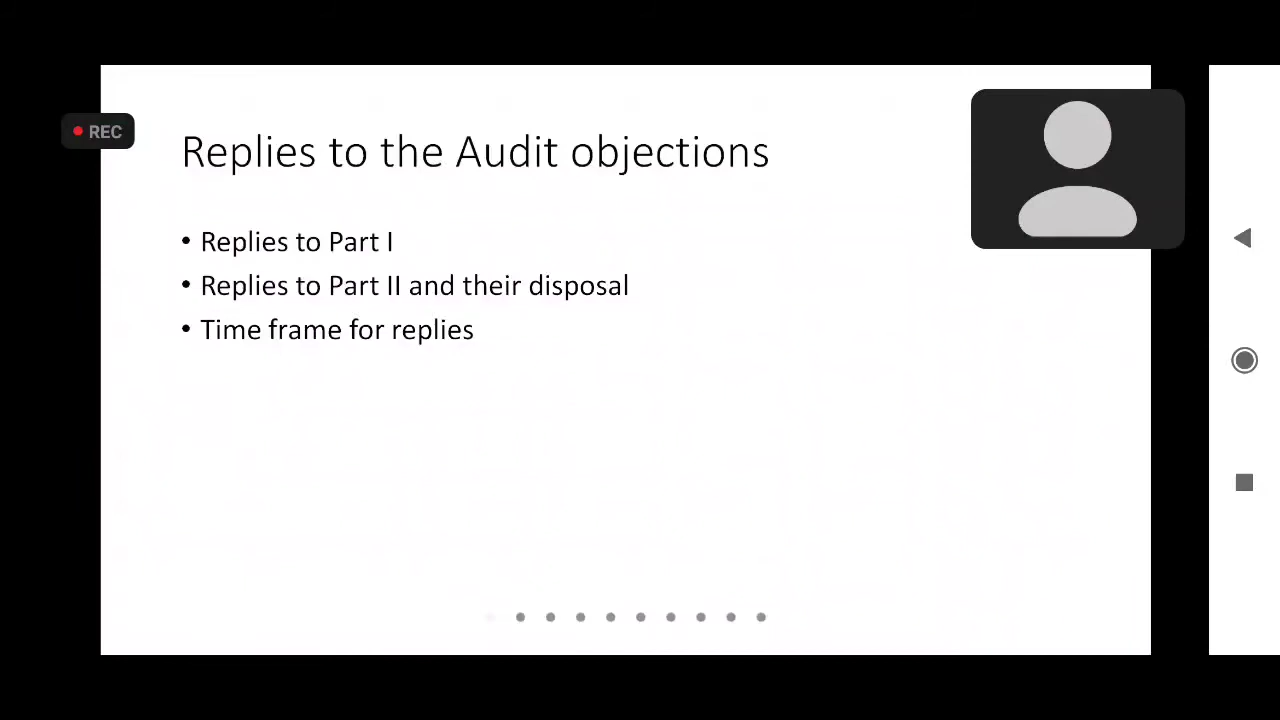 REC
Replies to the Audit objections
• Replies to Part I
• Replies to Part II and their disposal
• Time frame for replies